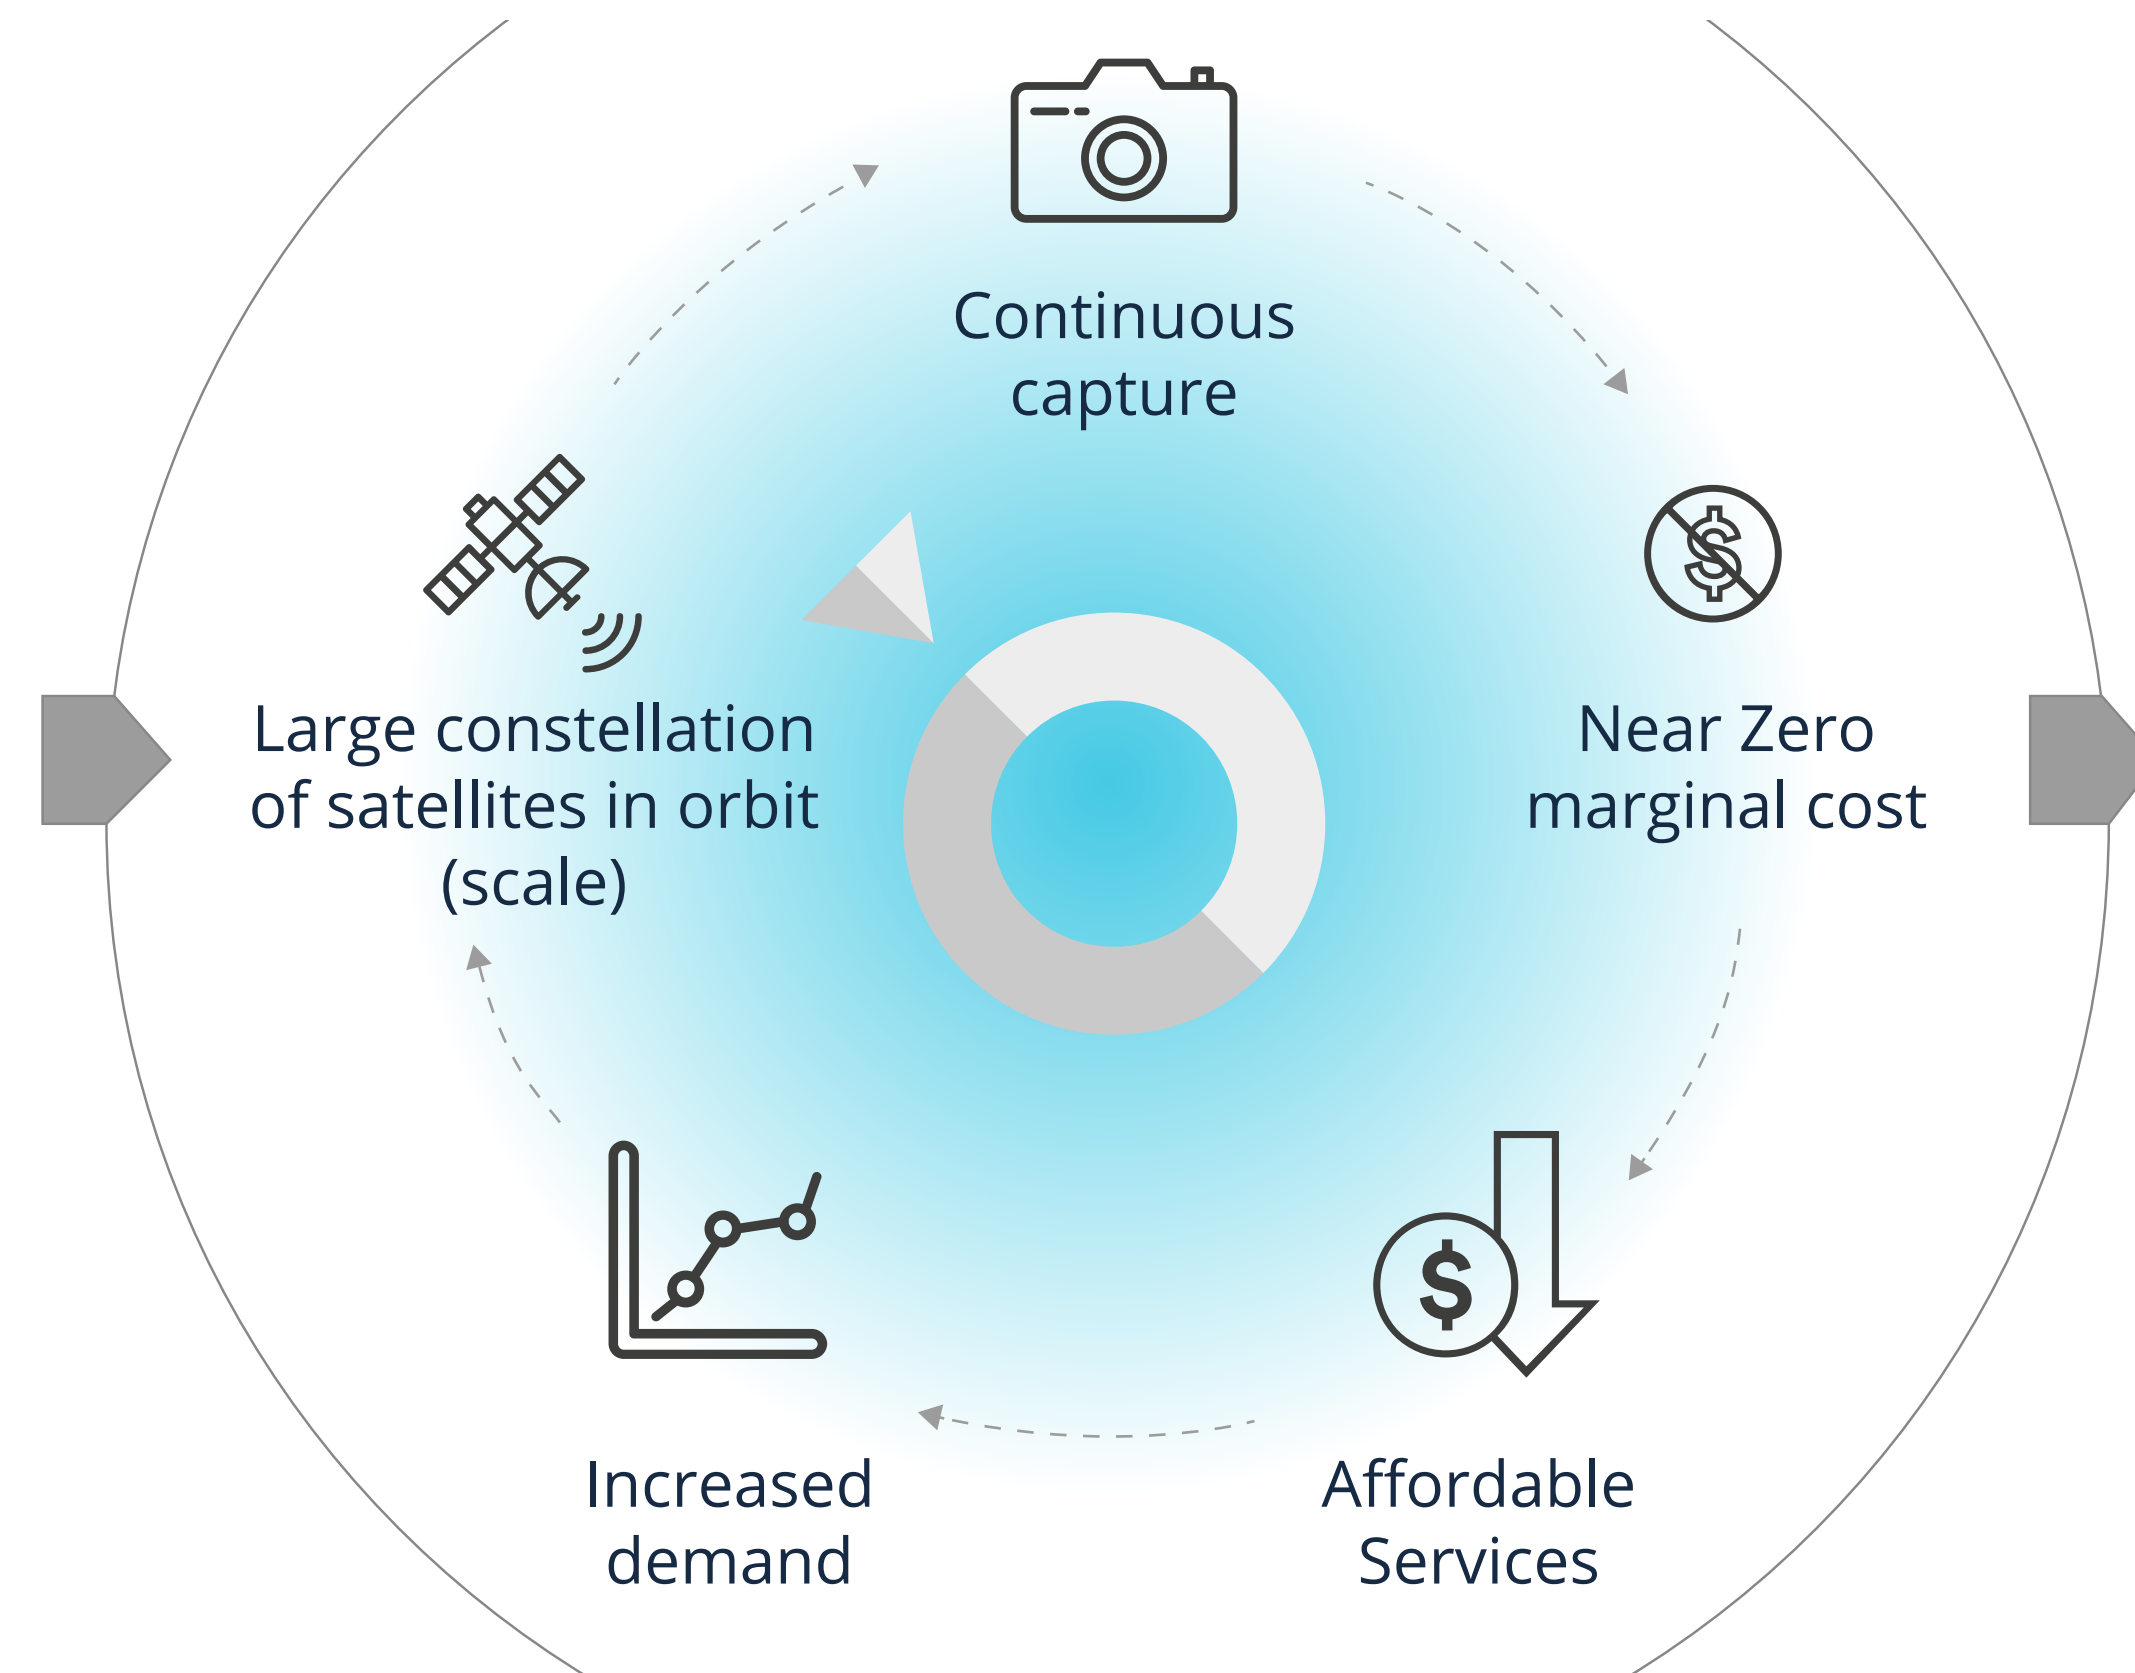 Continuous
capture
Large constellation
of satellites in orbit
(scale)
Near Zero
marginal cost
$
$
Increased
demand
Affordable
Services